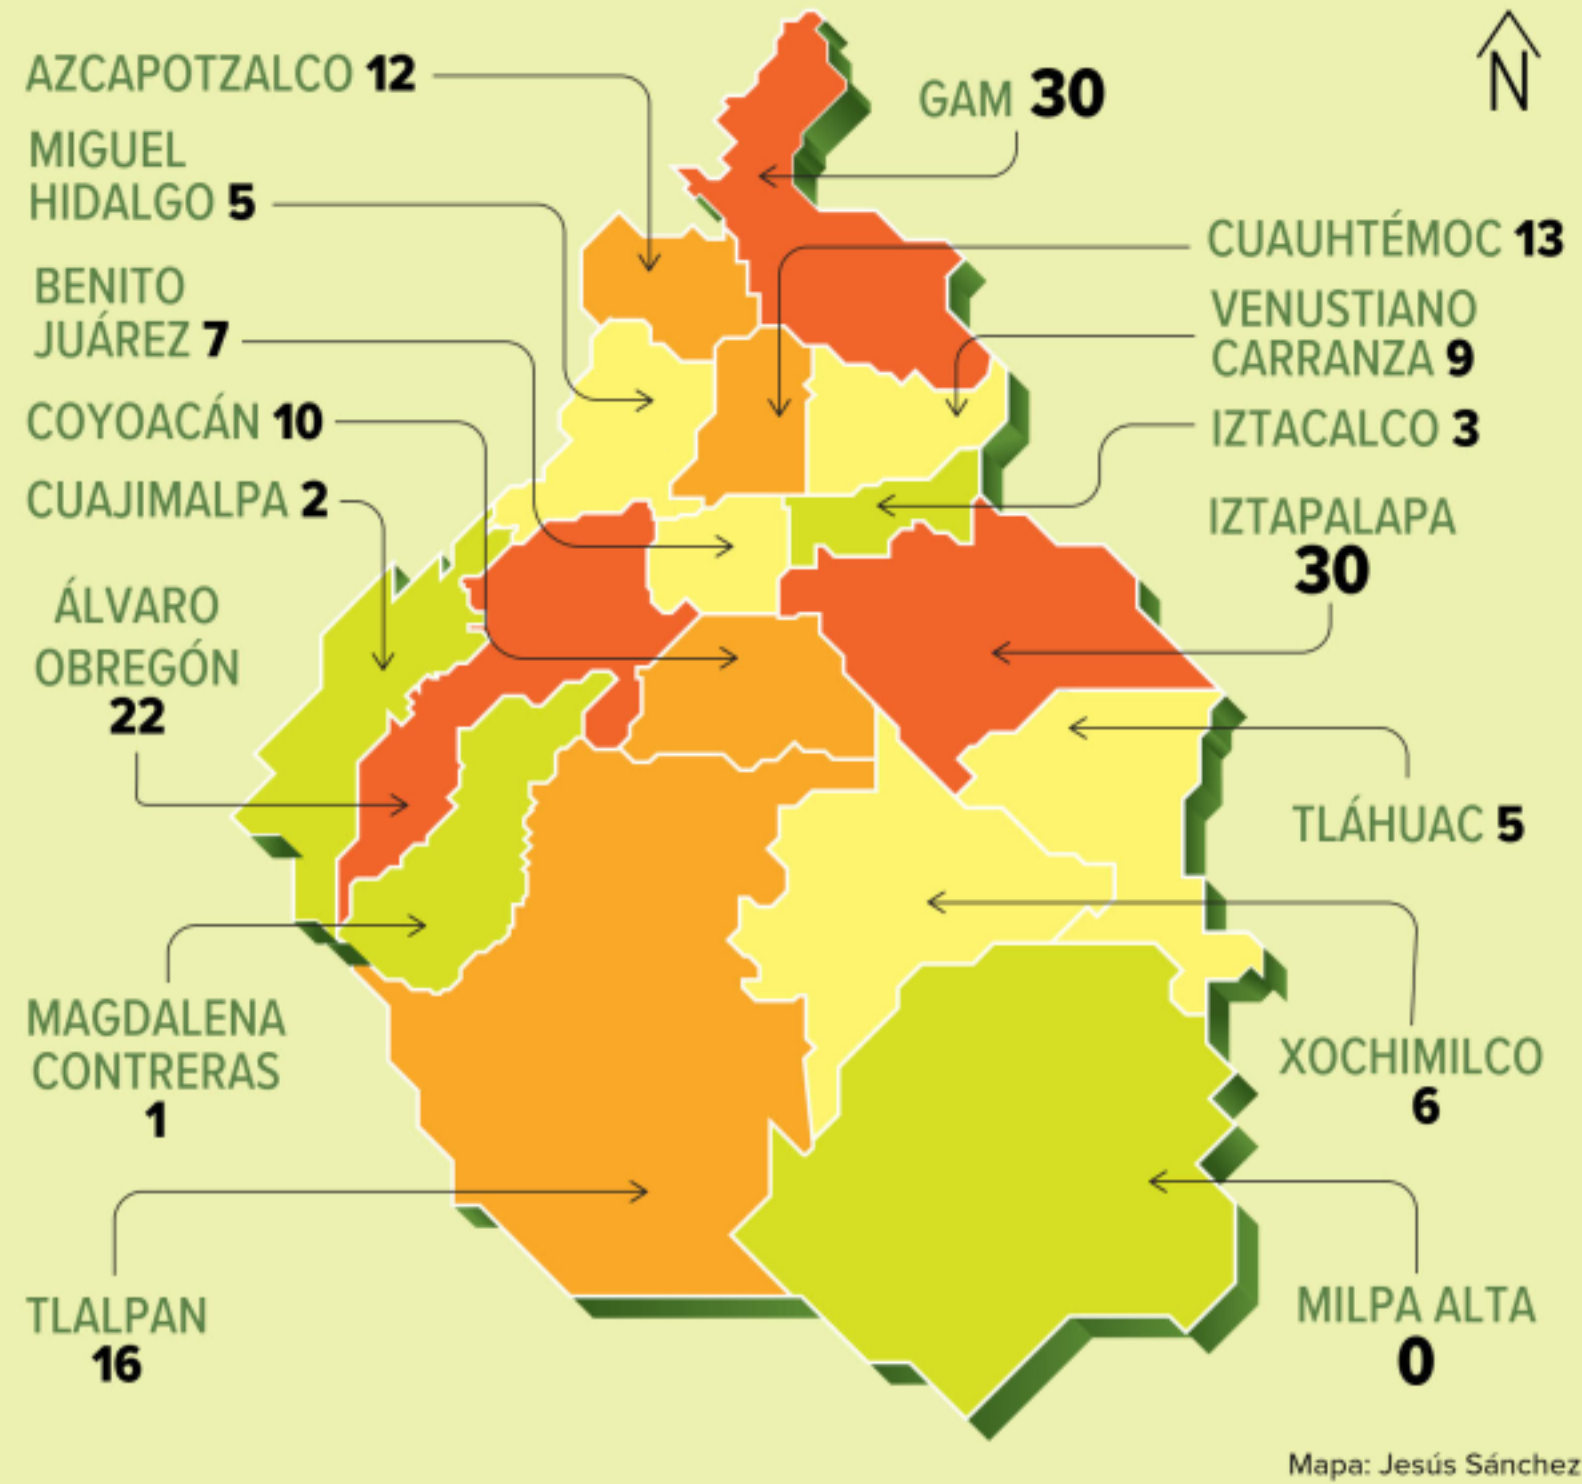 AZCAPOTZALCO 12
MIGUEL
HIDALGO 5
BENITO
JUÁREZ 7
COYOACÁN 10
CUAJIMALPA 2
ÁLVARO
OBREGÓN
22
MAGDALENA
CONTRERAS
1
TLALPAN
16
N
GAM 30
CUAUHTÉMOC 13
VENUSTIANO
CARRANZA 9
IZTACALCO 3
IZTAPALAPA
30
TLÁHUAC 5
XOCHIMILCO
6
MILPA ALTA
0
Mapa: Jesús Sánchez